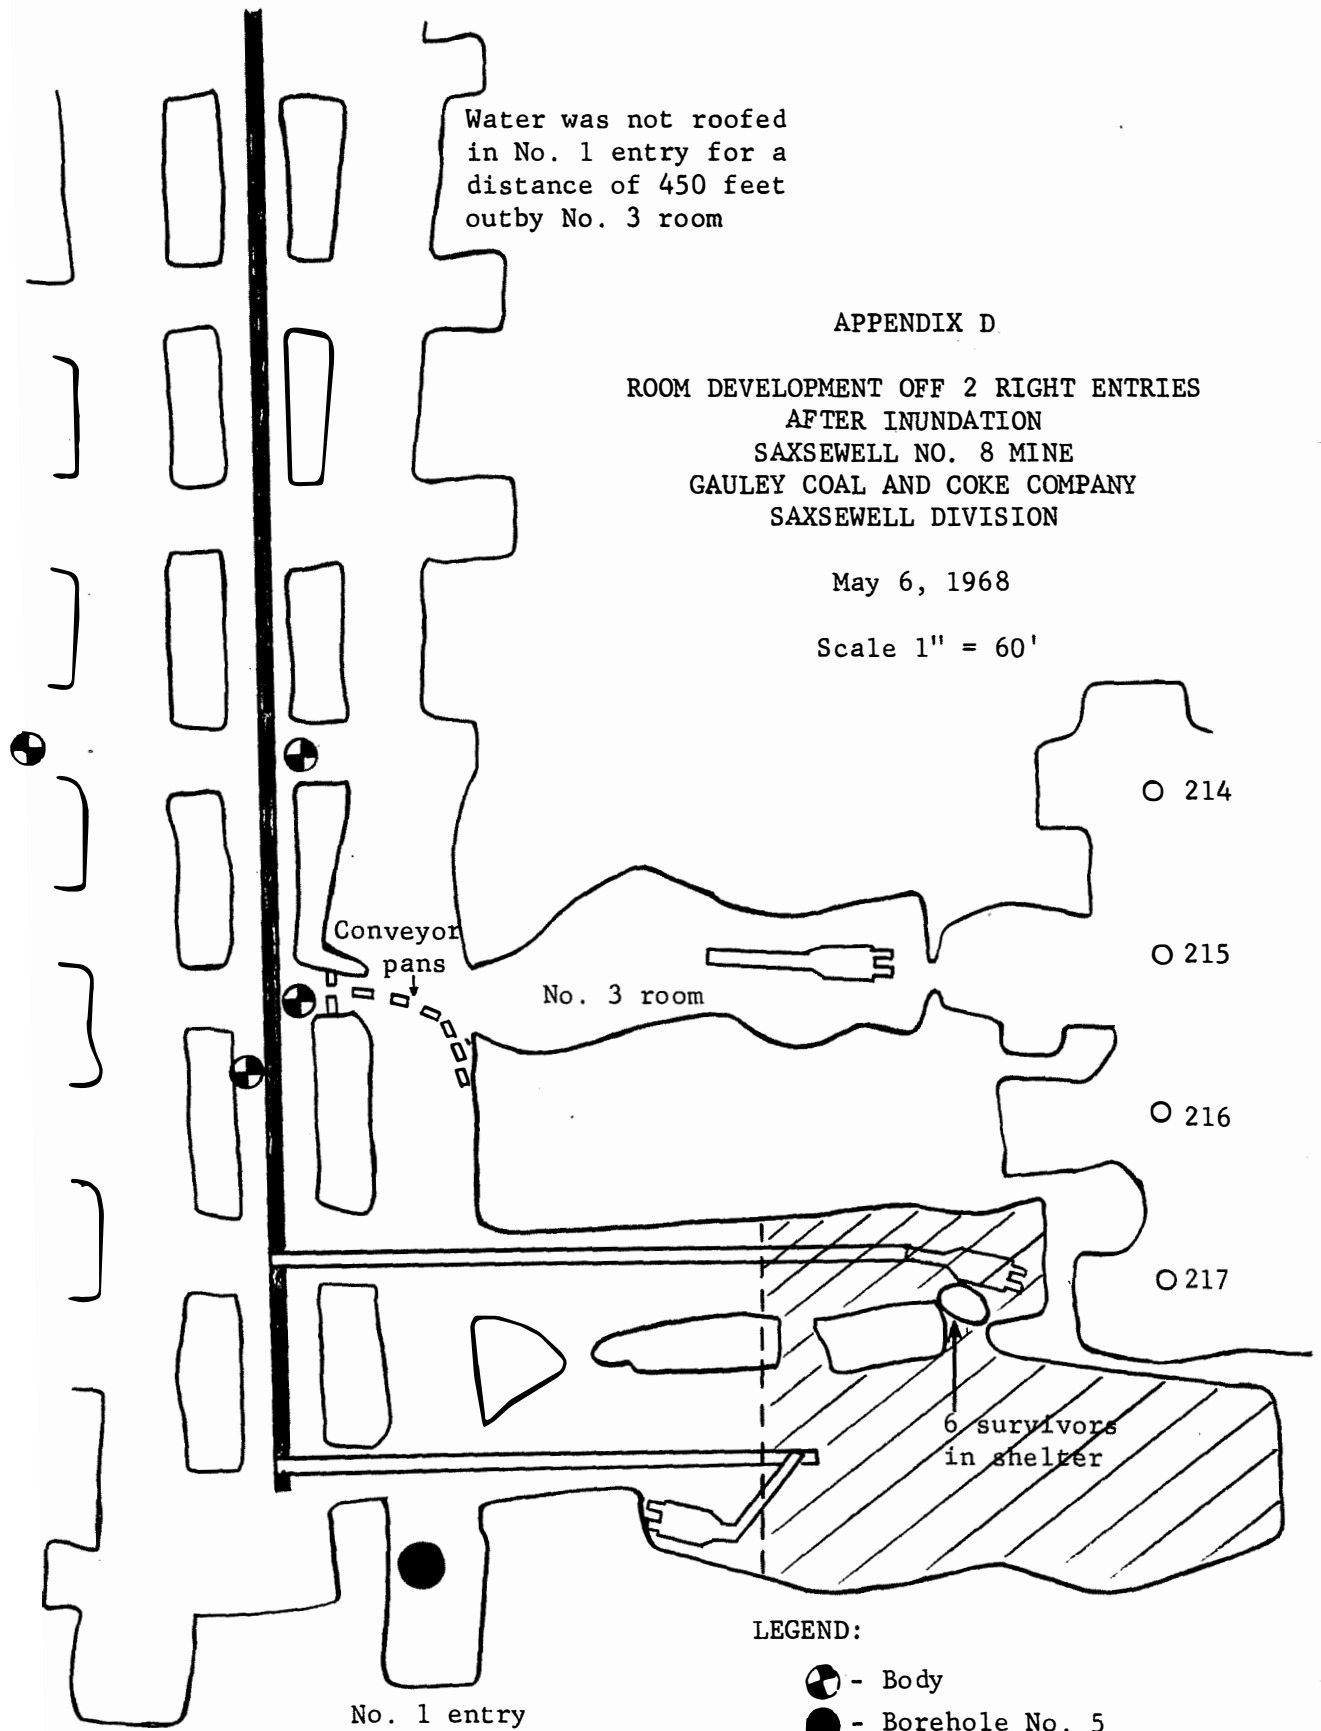 Water was not roofed
in No. 1 entry for a
distance of 450 feet
outby No. 3 room
APPENDIX D
ROOM DEVELOPMENT OFF 2 RIGHT ENTRIES
AFTER INUNDATION
SAXSEWELL NO. 8 MINE
GAULEY COAL AND COKE COMPANY
SAXSEWELL DIVISION
May 6, 1968
Scale 1" = 60'
214
Conveyor
pans
215
No. 3 room
216
217
6 survivors
in shelter
LEGEND:
- Body
No. 1 entry
- Borehole No. 5